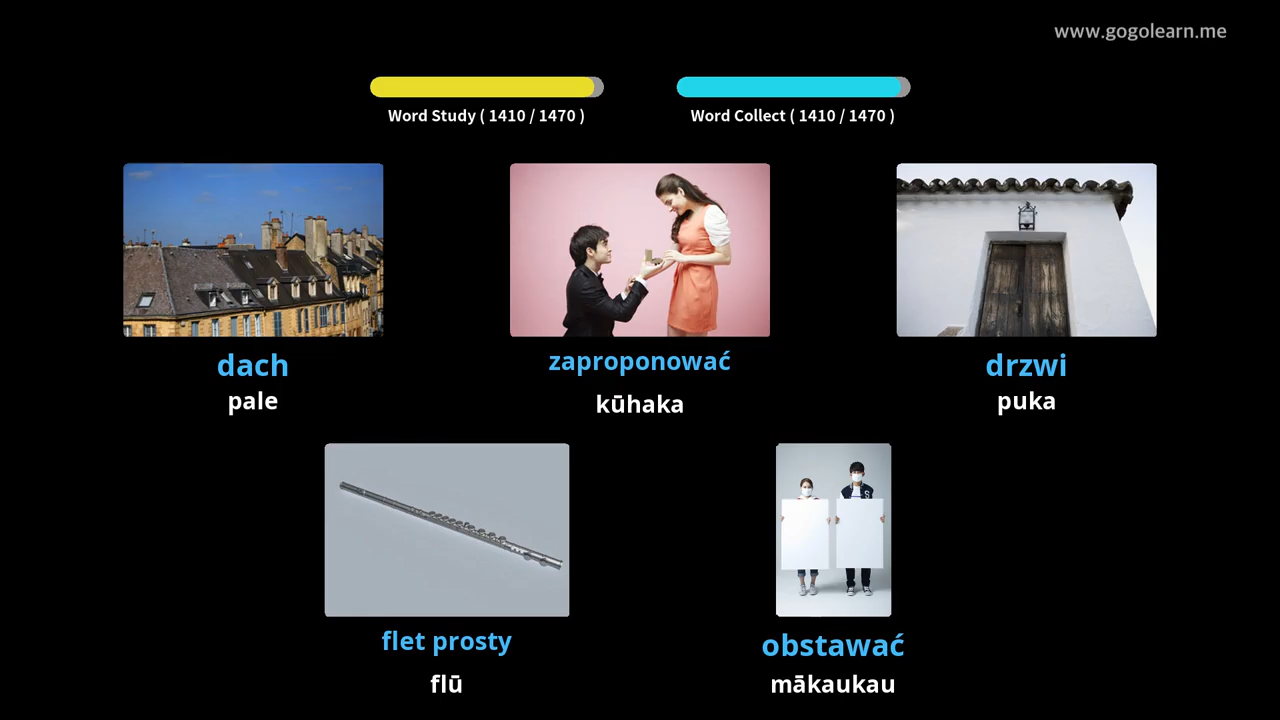 www.gogolearn.me
Word Study ( 1410 / 1470 )
Word Collect ( 1410 / 1470 )
dach
pale
zaproponować
kūhaka
drzwi
puka
flet prosty
flū
obstawać
mākaukau
S